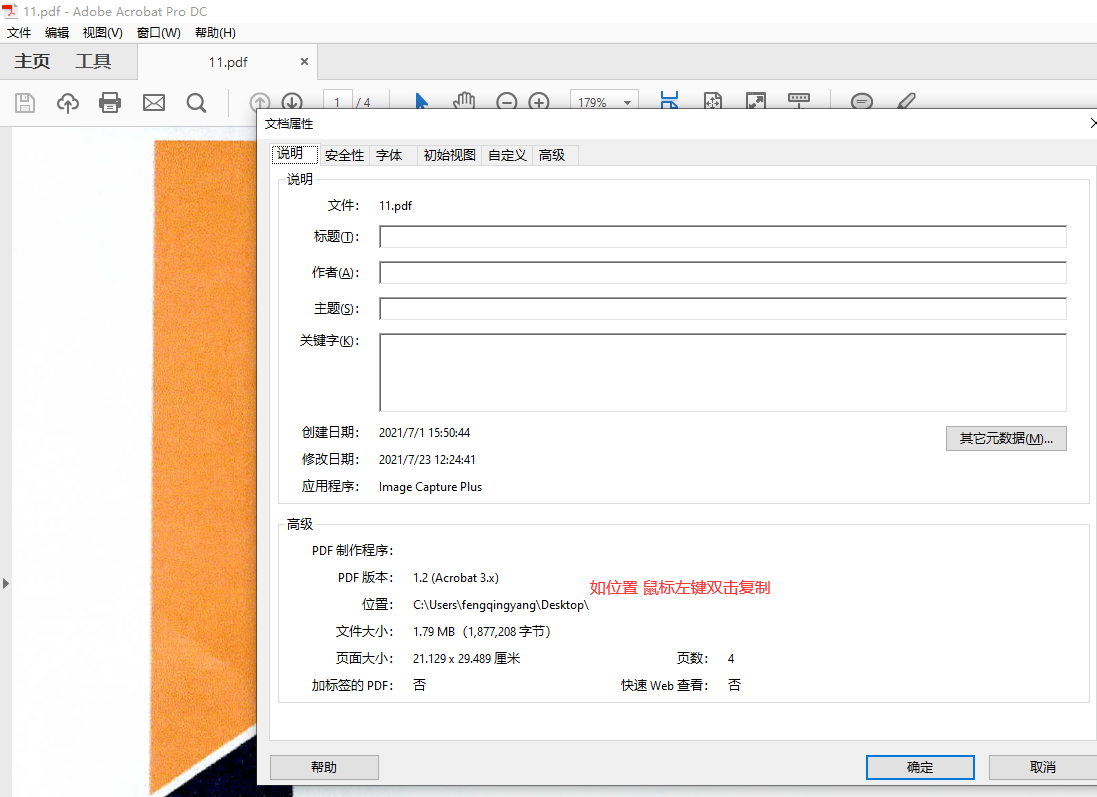 11.pdf - Adobe Acrobat Pro DC
文件 编辑 视图(V) 窗口(W) 帮助(H)
主页 工具 11.pdf ×
1 / 4 179%
文档属性
说明 安全性 字体 初始视图 自定义 高级
说明
文件: 11.pdf
标题(T):
作者(A):
主题(S):
关键字(K):
创建日期: 2021/7/1 15:50:44
其它元数据(M)...
修改日期: 2021/7/23 12:24:41
应用程序: Image Capture Plus
高级
PDF 制作程序:
PDF 版本: 1.2 (Acrobat 3.x)
如位置 鼠标左键双击复制
位置: C:\Users\fengqingyang\Desktop\
文件大小: 1.79 MB（1,877,208 字节）
页面大小: 21.129 x 29.489 厘米 页数: 4
加标签的 PDF: 否 快速 Web 查看: 否
帮助 确定 取消